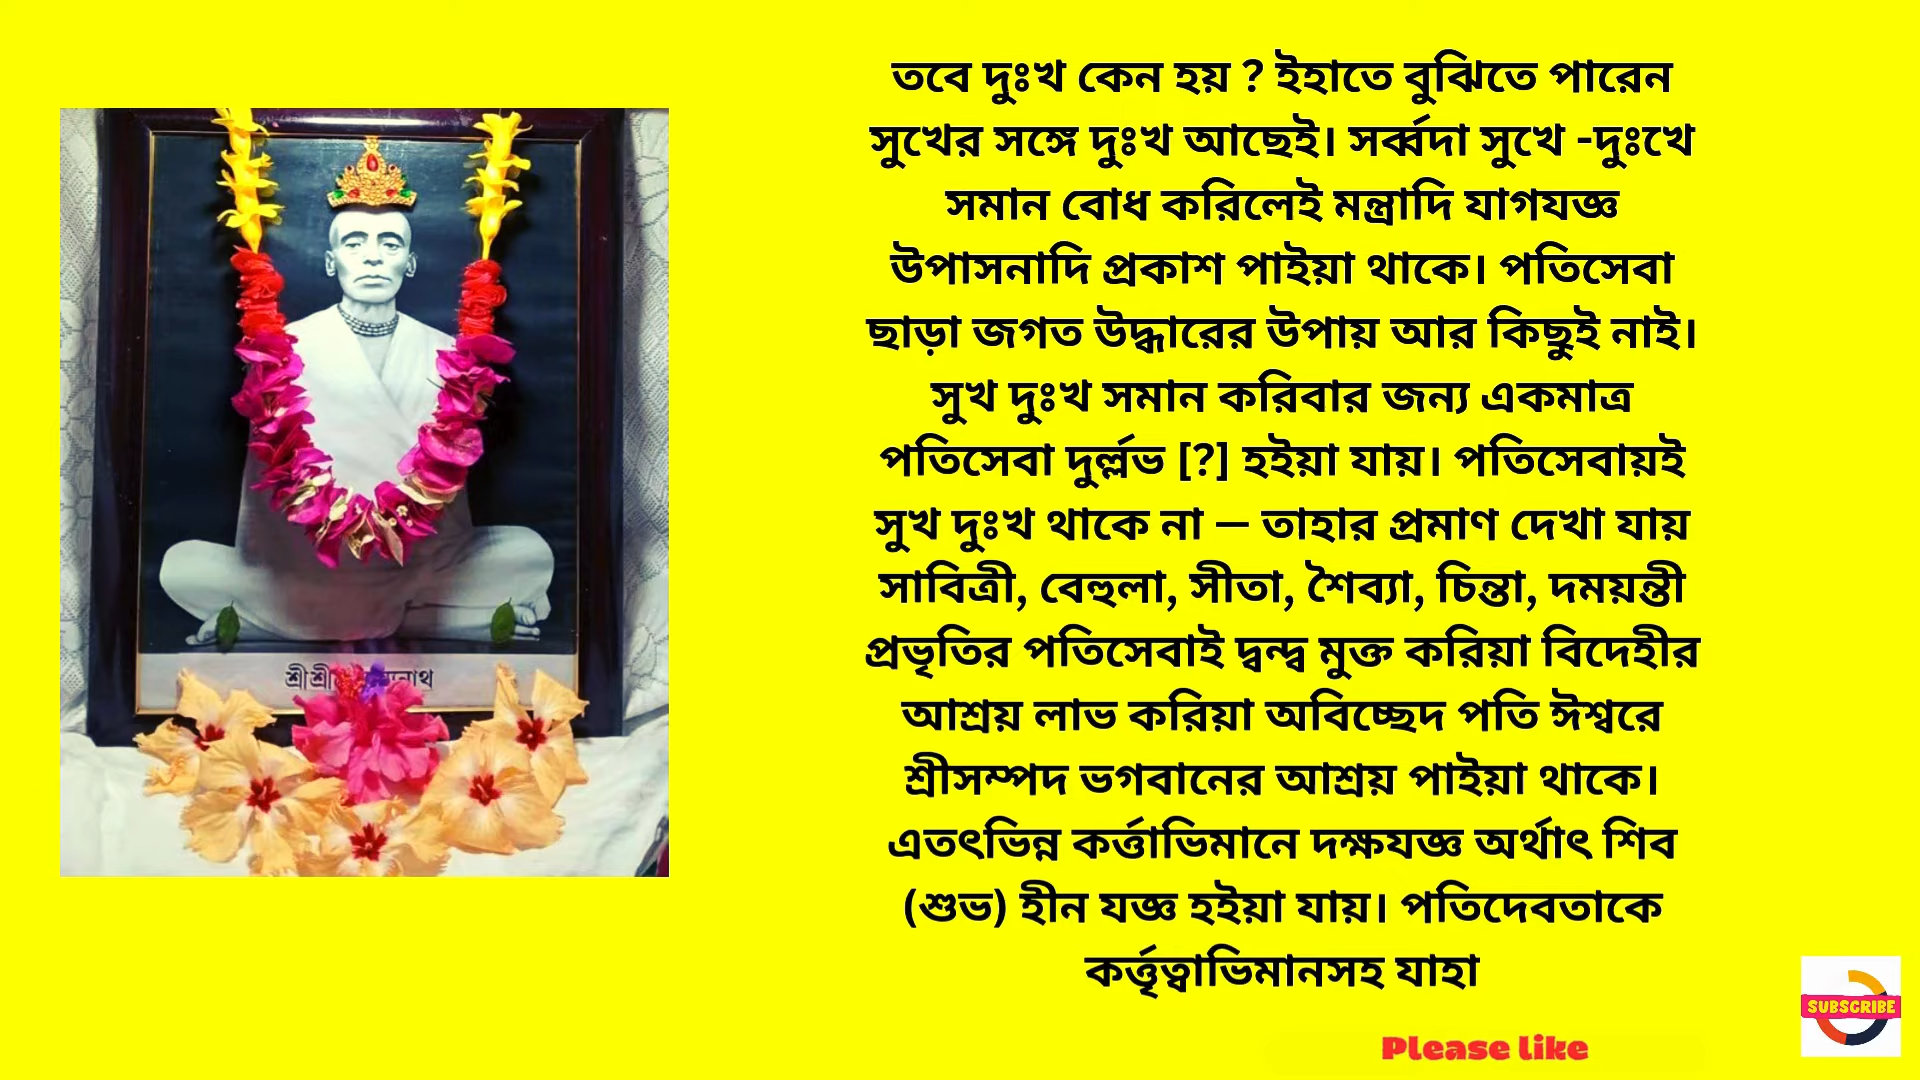 তবে দুঃখ কেন হয় ? ইহাতে বুঝিতে পারেন
সুখের সঙ্গে দুঃখ আছেই। সর্ব্বদা সুখে -দুঃখে
সমান বোধ করিলেই মন্ত্রাদি যাগযজ্ঞ
উপাসনাদি প্রকাশ পাইয়া থাকে। পতিসেবা
ছাড়া জগত উদ্ধারের উপায় আর কিছুই নাই।
সুখ দুঃখ সমান করিবার জন্য একমাত্র
পতিসেবা দুর্ল্লভ [?] হইয়া যায়। পতিসেবায়ই
সুখ দুঃখ থাকে না — তাহার প্রমাণ দেখা যায়
সাবিত্রী, বেহুলা, সীতা, শৈব্যা, চিন্তা, দময়ন্তী
প্রভৃতির পতিসেবাই দ্বন্দ্ব মুক্ত করিয়া বিদেহীর
আশ্রয় লাভ করিয়া অবিচ্ছেদ পতি ঈশ্বরে
শ্রীসম্পদ ভগবানের আশ্রয় পাইয়া থাকে।
এতৎভিন্ন কর্ত্তাভিমানে দক্ষযজ্ঞ অর্থাৎ শিব
(শুভ) হীন যজ্ঞ হইয়া যায়। পতিদেবতাকে
কর্ত্তৃত্বাভিমানসহ যাহা
শ্রীশ্রী
SUBSCRIBE
Please like